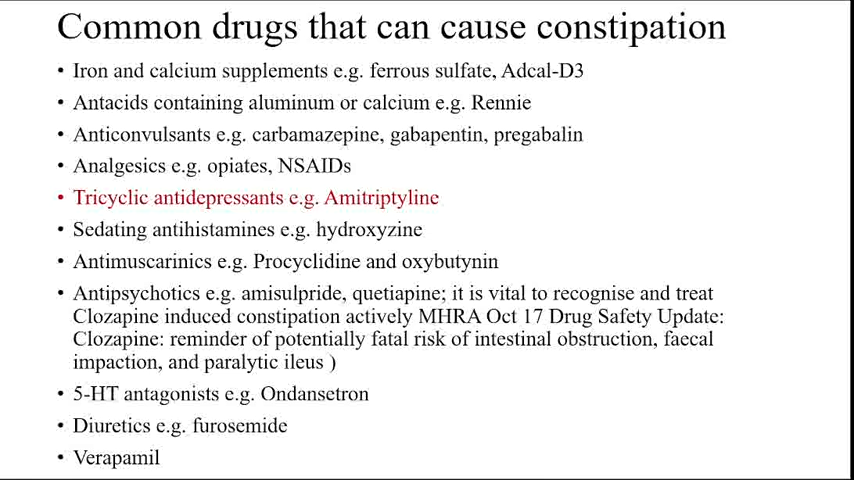 Common drugs that can cause constipation
• Iron and calcium supplements e.g. ferrous sulfate, Adcal-D3
• Antacids containing aluminum or calcium e.g. Rennie
• Anticonvulsants e.g. carbamazepine, gabapentin, pregabalin
• Analgesics e.g. opiates, NSAIDs
• Tricyclic antidepressants e.g. Amitriptyline
• Sedating antihistamines e.g. hydroxyzine
• Antimuscarinics e.g. Procyclidine and oxybutynin
• Antipsychotics e.g. amisulpride, quetiapine; it is vital to recognise and treat
Clozapine induced constipation actively MHRA Oct 17 Drug Safety Update:
Clozapine: reminder of potentially fatal risk of intestinal obstruction, faecal
impaction, and paralytic ileus )
• 5-HT antagonists e.g. Ondansetron
• Diuretics e.g. furosemide
• Verapamil